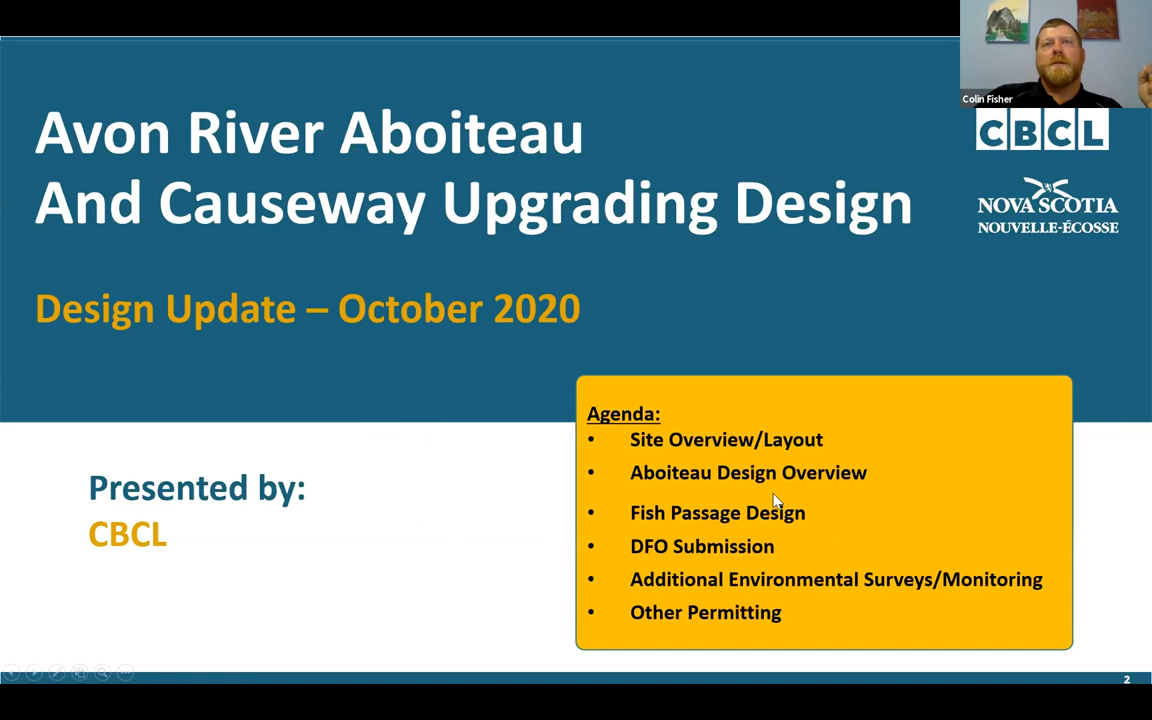 Colin Fisher
CBCL
NOVA SCOTIA
NOUVELLE-ÉCOSSE
Avon River Aboiteau
And Causeway Upgrading Design
Design Update – October 2020
Agenda:
• Site Overview/Layout
• Aboiteau Design Overview
• Fish Passage Design
• DFO Submission
• Additional Environmental Surveys/Monitoring
• Other Permitting
Presented by:
CBCL
2